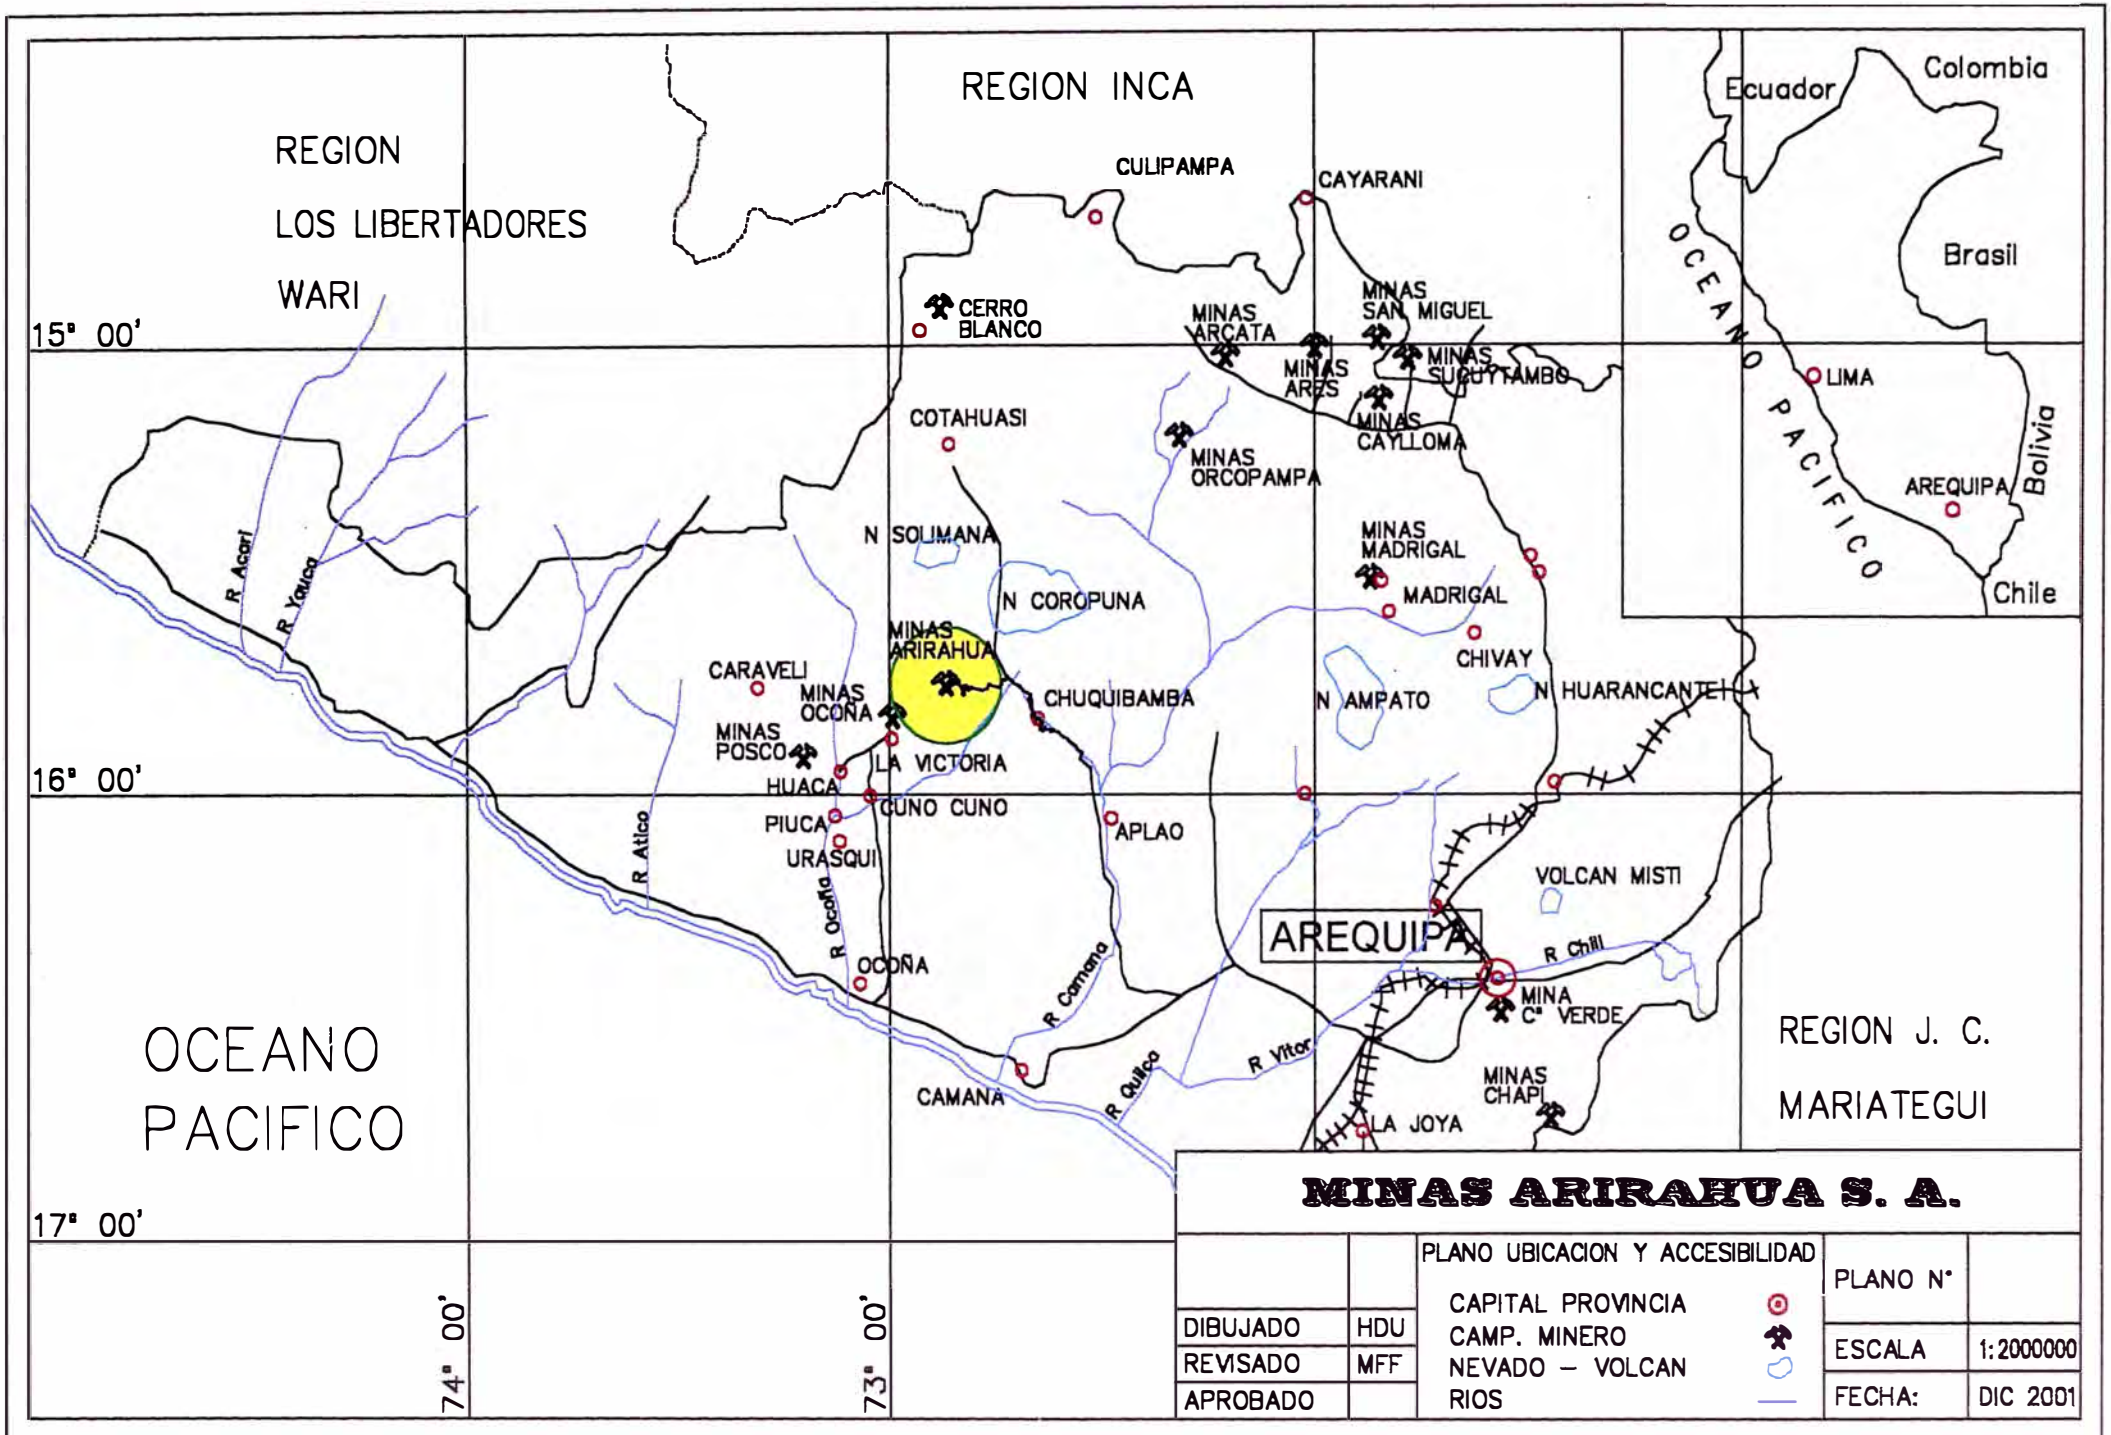 REGION INCA
REGION
LOS LIBERTADORES
WARI
Ecuador
Colombia
Brasil
Bolivia
Chile
OCEANO PACIFICO
LIMA
AREQUIPA
CULIPAMPA
CAYARANI
CERRO
BLANCO
MINAS
ARCATA
MINAS
SAN MIGUEL
MINAS
ARES
MINAS
SUCUYTAMBO
MINAS
CAYLLOMA
15° 00'
COTAHUASI
MINAS
ORCOPAMPA
N SOLIMANA
MINAS
MADRIGAL
N COROPUNA
MADRIGAL
R Acari
R Yauca
MINAS
ARIRAHUA
CHIVAY
CARAVELI
MINAS
OCOÑA
CHUQUIBAMBA
N AMPATO
N HUARANCANTE
MINAS
POSCO
LA VICTORIA
16° 00'
HUACA
CUNO CUNO
PIUCA
APLAO
URASQUI
R Atico
R Ocoña
VOLCAN MISTI
AREQUIPA
R Chili
OCOÑA
R Camana
MINA
C° VERDE
OCEANO
PACIFICO
REGION J. C.
MARIATEGUI
R Vitor
R Quilca
MINAS
CHAPI
CAMANA
LA JOYA
17° 00'
74° 00'
73° 00'
MINAS ARIRAHUA S. A.
PLANO UBICACION Y ACCESIBILIDAD
CAPITAL PROVINCIA
CAMP. MINERO
NEVADO - VOLCAN
RIOS
PLANO N°
DIBUJADO HDU
REVISADO MFF
APROBADO
ESCALA 1:2000000
FECHA: DIC 2001